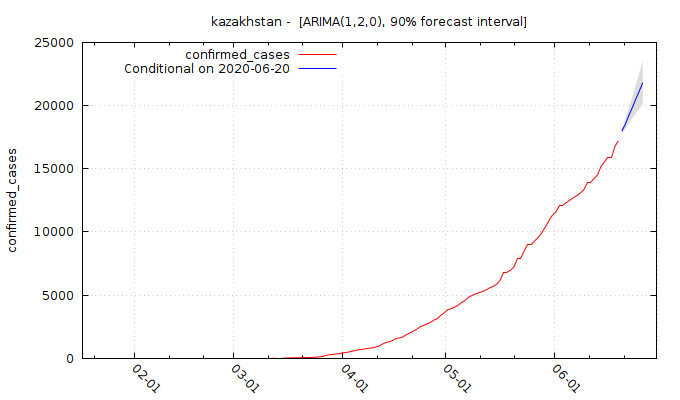 kazakhstan -  [ARIMA(1,2,0), 90% forecast interval]
25000
20000
15000
10000
5000
0
confirmed_cases
confirmed_cases
Conditional on 2020-06-20
02-01
03-01
04-01
05-01
06-01